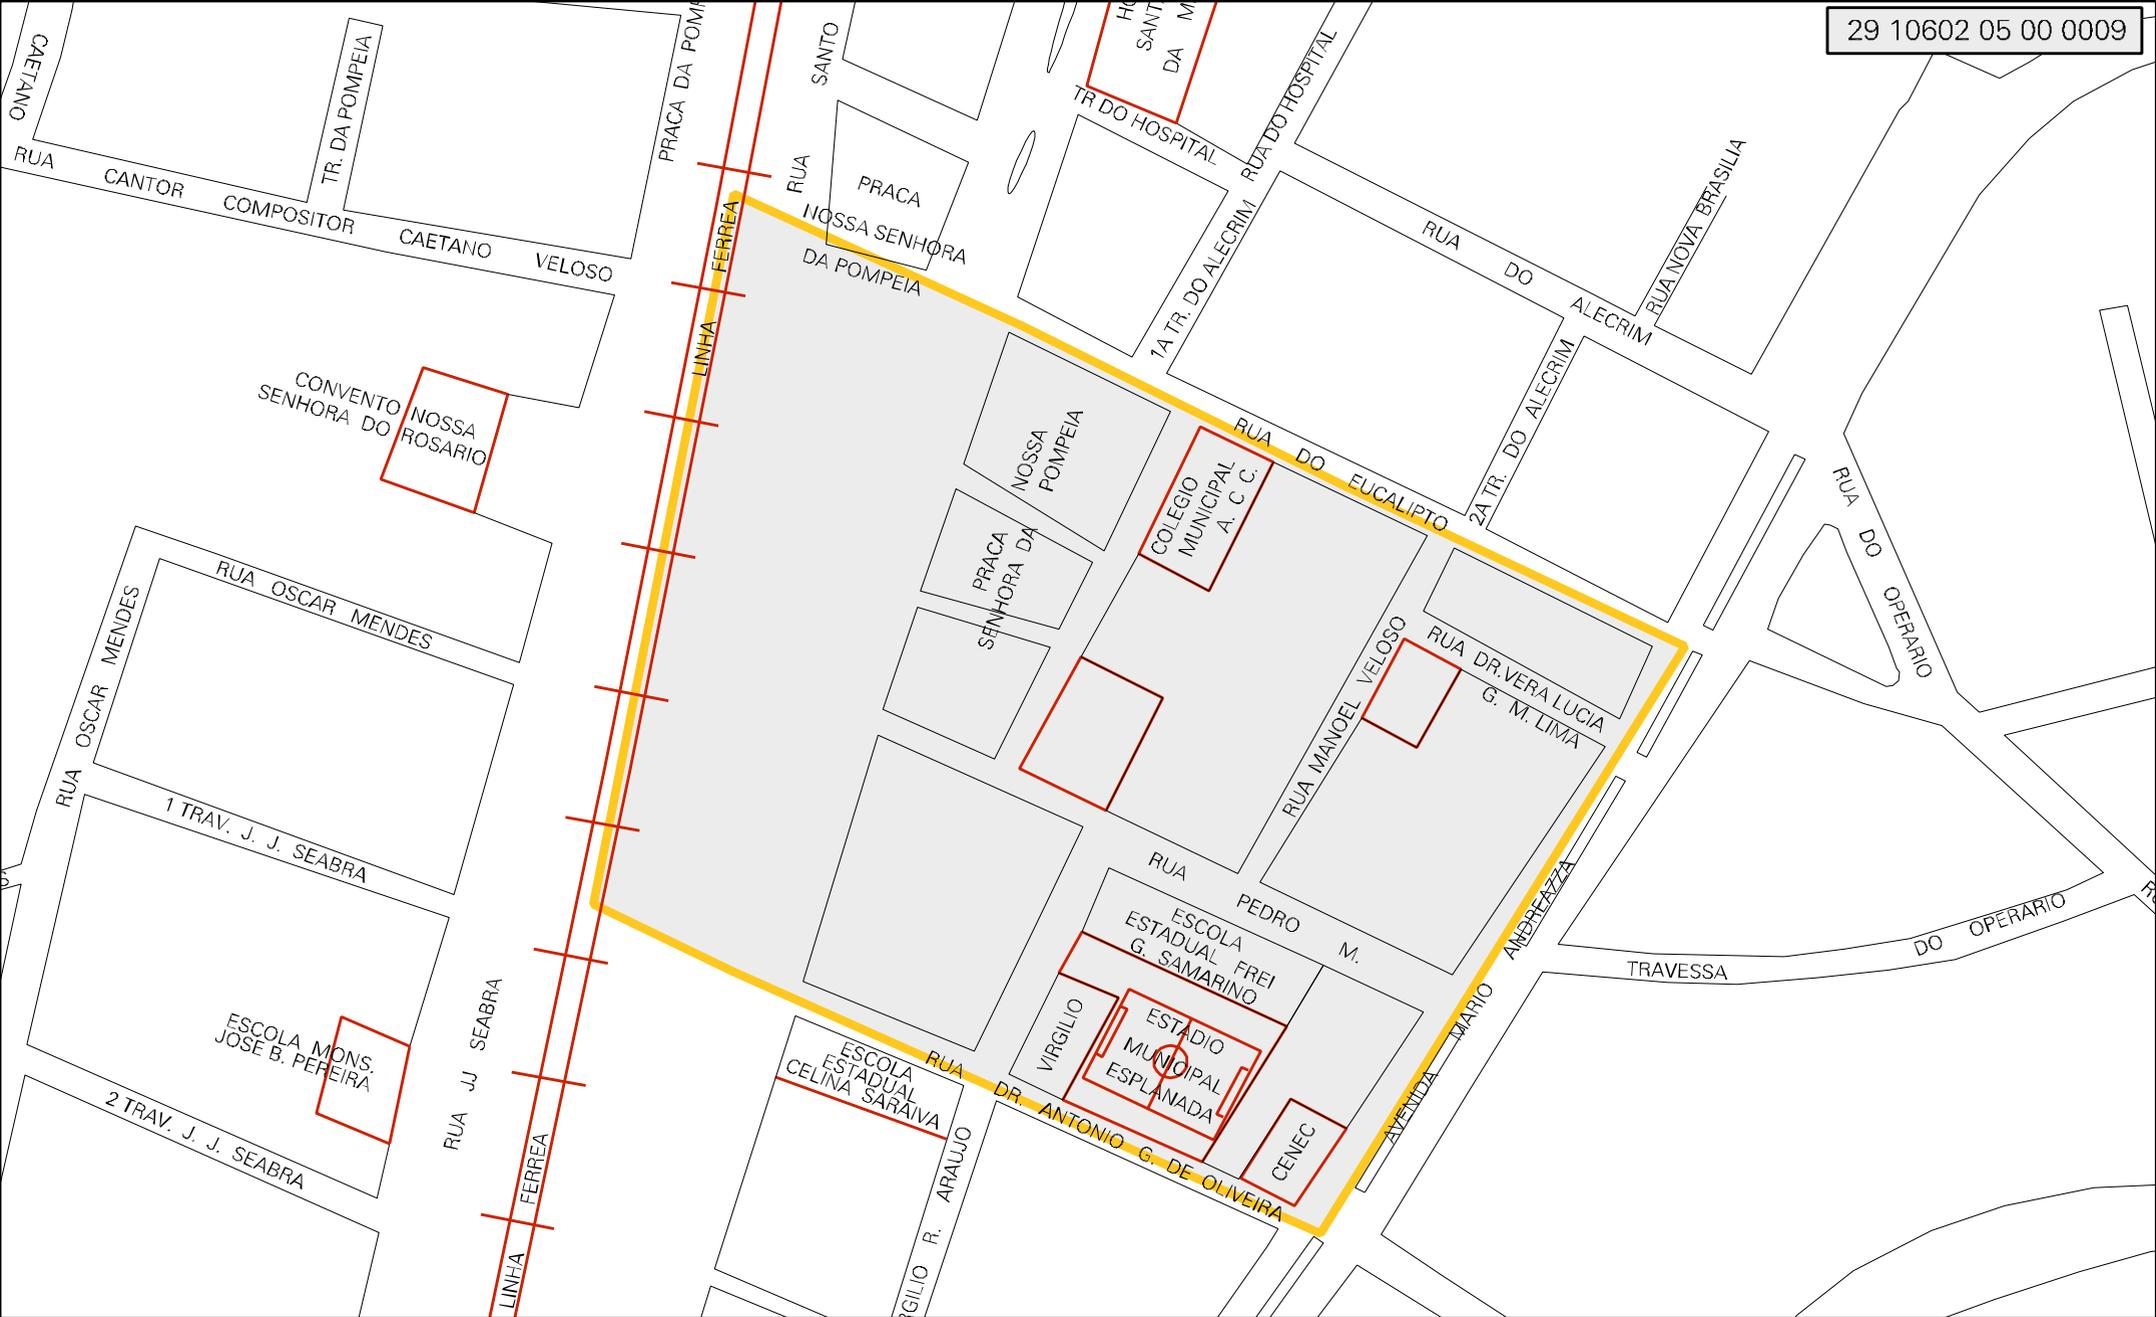 29 10602 05 00 0009
CAETANO
TR. DA POMPEIA
PRACA DA POMP
SANTO
SANT
DA
TR DO HOSPITAL
RUA DO HOSPITAL
RUA
CANTOR
COMPOSITOR
CAETANO
VELOSO
RUA
PRACA
NOSSA SENHORA
DA POMPEIA
FERREA
LINHA
1A TR. DO ALECRIM
RUA
DO
ALECRIM
RUA NOVA BRASILIA
CONVENTO NOSSA
SENHORA DO ROSARIO
NOSSA
POMPEIA
PRACA
SENHORA DA
COLEGIO
MUNICIPAL
A. C C.
RUA DO EUCALIPTO
2A TR. DO ALECRIM
RUA DO OPERARIO
RUA OSCAR MENDES
RUA OSCAR MENDES
RUA MANOEL VELOSO
RUA DR.VERA LUCIA
G. M. LIMA
1 TRAV. J. J. SEABRA
RUA PEDRO M.
ESCOLA
ESTADUAL FREI
G. SAMARINO
AVENIDA MARIO ANDREAZZA
TRAVESSA DO OPERARIO
ESCOLA MONS.
JOSE B. PEREIRA
RUA JJ SEABRA
VIRGILIO
ESTADIO
MUNICIPAL
ESPLANADA
CENEC
ESCOLA
ESTADUAL
CELINA SARAIVA
RUA DR. ANTONIO G. DE OLIVEIRA
2 TRAV. J. J. SEABRA
FERREA
LINHA
RGILIO R. ARAUJO